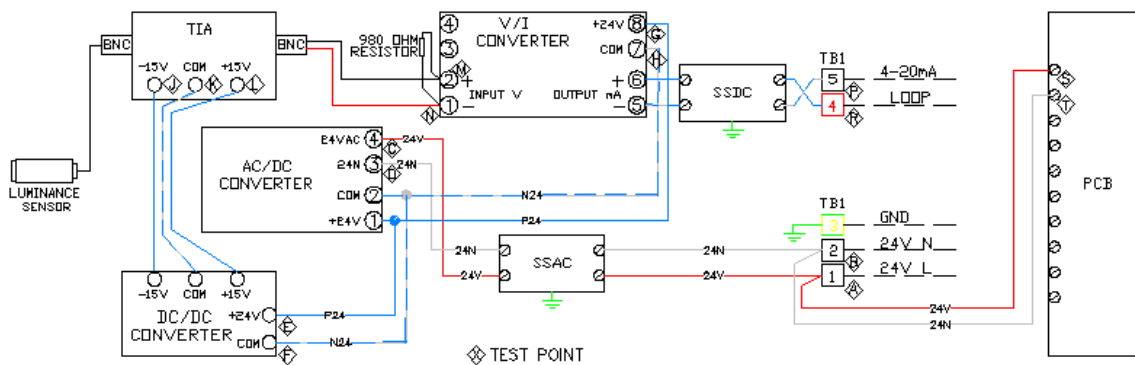 TIA
BNC
BNC
-15V COM +15V
J K L
980 OHM
RESISTOR
V/I
CONVERTER
4
3
2 +
1 -
M
N
INPUT V
OUTPUT mA
+24V 8
COM 7
+ 6
- 5
G
H
SSDC
TB1
5
4
P
R
4-20mA
LOOP
S
T
PCB
LUMINANCE
SENSOR
AC/DC
CONVERTER
24VAC 4
24N 3
COM 2
+24V 1
C
D
24V
24N
N24
P24
SSAC
24N
24V
24N
24V
TB1
3
2
1
B
A
GND
24V N
24V L
24V
24N
-15V COM +15V
DC/DC
CONVERTER
+24V
COM
E
F
P24
N24
X TEST POINT